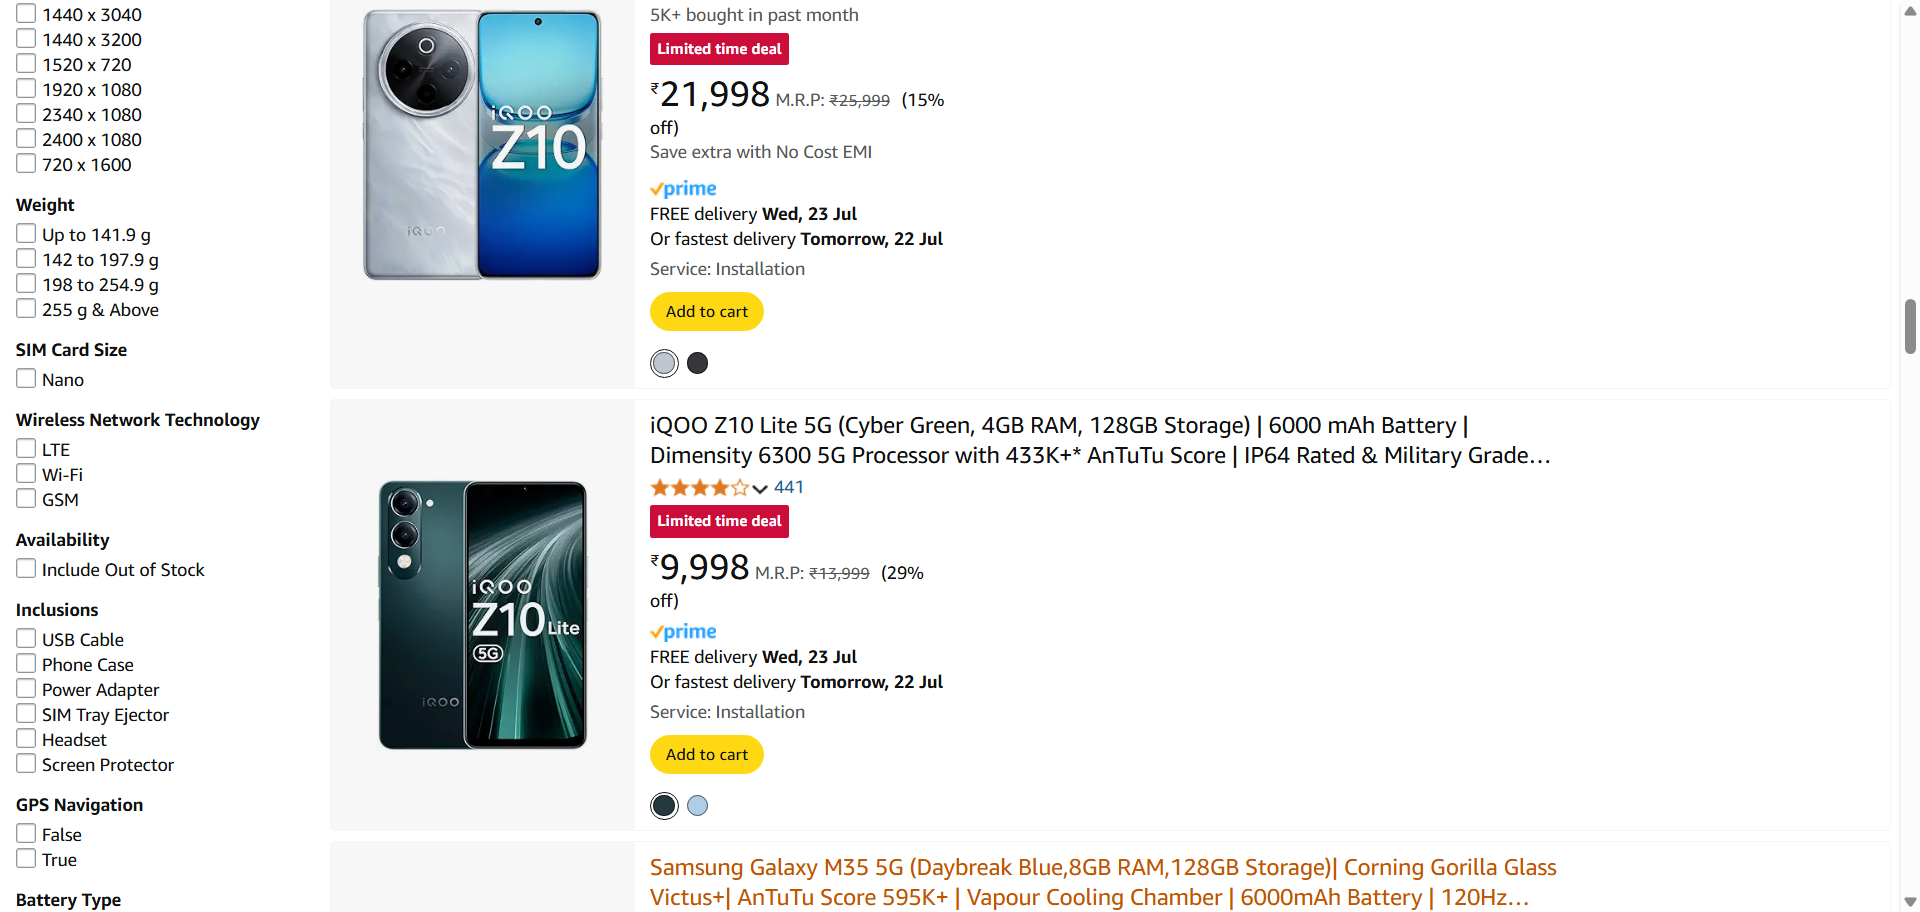 1440 x 3040
1440 x 3200
1520 x 720
1920 x 1080
2340 x 1080
2400 x 1080
720 x 1600
Weight
Up to 141.9 g
142 to 197.9 g
198 to 254.9 g
255 g & Above
SIM Card Size
Nano
Wireless Network Technology
LTE
Wi-Fi
GSM
Availability
Include Out of Stock
Inclusions
USB Cable
Phone Case
Power Adapter
SIM Tray Ejector
Headset
Screen Protector
GPS Navigation
False
True
Battery Type
iQOO
Z10
iQOO
5K+ bought in past month
Limited time deal
₹21,998 M.R.P: ₹25,999 (15%
off)
Save extra with No Cost EMI
prime
FREE delivery Wed, 23 Jul
Or fastest delivery Tomorrow, 22 Jul
Service: Installation
Add to cart
iQOO
Z10 Lite
5G
iQOO
iQOO Z10 Lite 5G (Cyber Green, 4GB RAM, 128GB Storage) | 6000 mAh Battery |
Dimensity 6300 5G Processor with 433K+* AnTuTu Score | IP64 Rated & Military Grade…
441
Limited time deal
₹9,998 M.R.P: ₹13,999 (29%
off)
prime
FREE delivery Wed, 23 Jul
Or fastest delivery Tomorrow, 22 Jul
Service: Installation
Add to cart
Samsung Galaxy M35 5G (Daybreak Blue,8GB RAM,128GB Storage)| Corning Gorilla Glass
Victus+| AnTuTu Score 595K+ | Vapour Cooling Chamber | 6000mAh Battery | 120Hz…